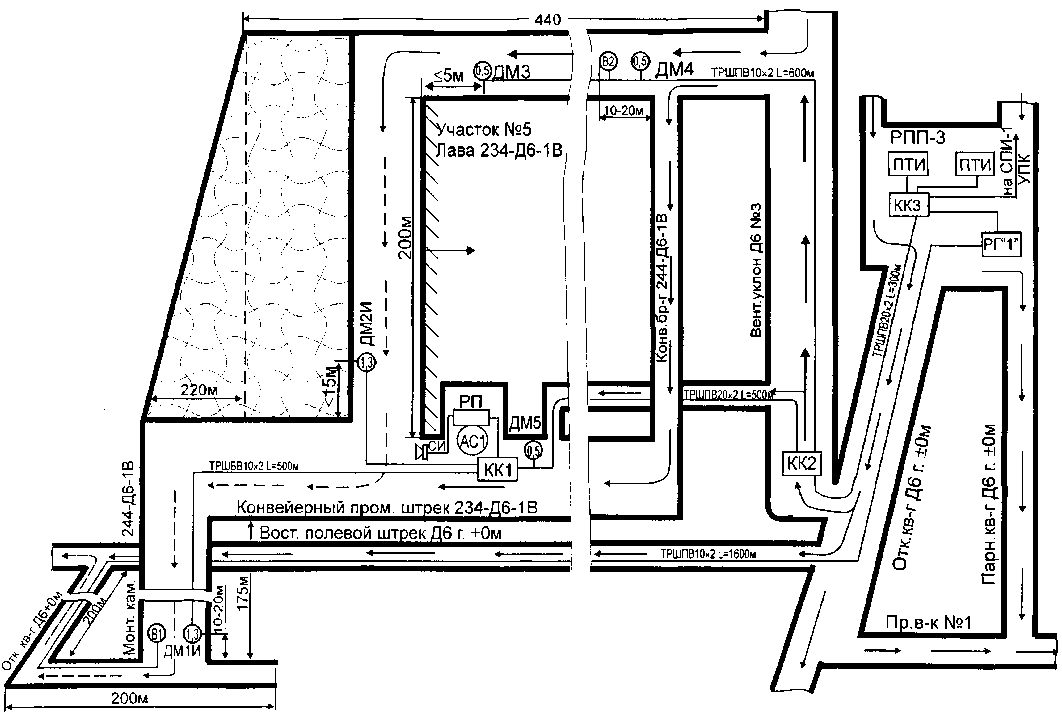 440
≤5м
0,5
ДМ3
В2
0,5
ДМ4
ТРШПВ10×2 L=600м
10-20м
Участок №5
Лава 234-Д6-1В
200м
Конв.бр-г 244-Д6-1В
Вент.уклон Д6 №3
РПП-3
ПТИ
ПТИ
на СПИ-1
УПК
КК3
РГ"1"
ТРШПВ20×2 L=300м
ДМ2И
1,3
<15м
220м
РП
АС1
СИ
ДМ5
0,5
КК1
ТРШПВ20×2 L=500м
КК2
ТРШБВ10×2 L=500м
244-Д6-1В
Конвейерный пром. штрек 234-Д6-1В
Вост. полевой штрек Д6 г. ±0м
ТРШПВ10×2 L=1600м
Отк.кв-г Д6 г. ±0м
Парн.кв-г Д6 г. ±0м
Пр.в-к №1
Отк. кв-г Д6±0м
200м
Монт. кам.
В1
1,3
ДМ1И
10-20м
175м
200м